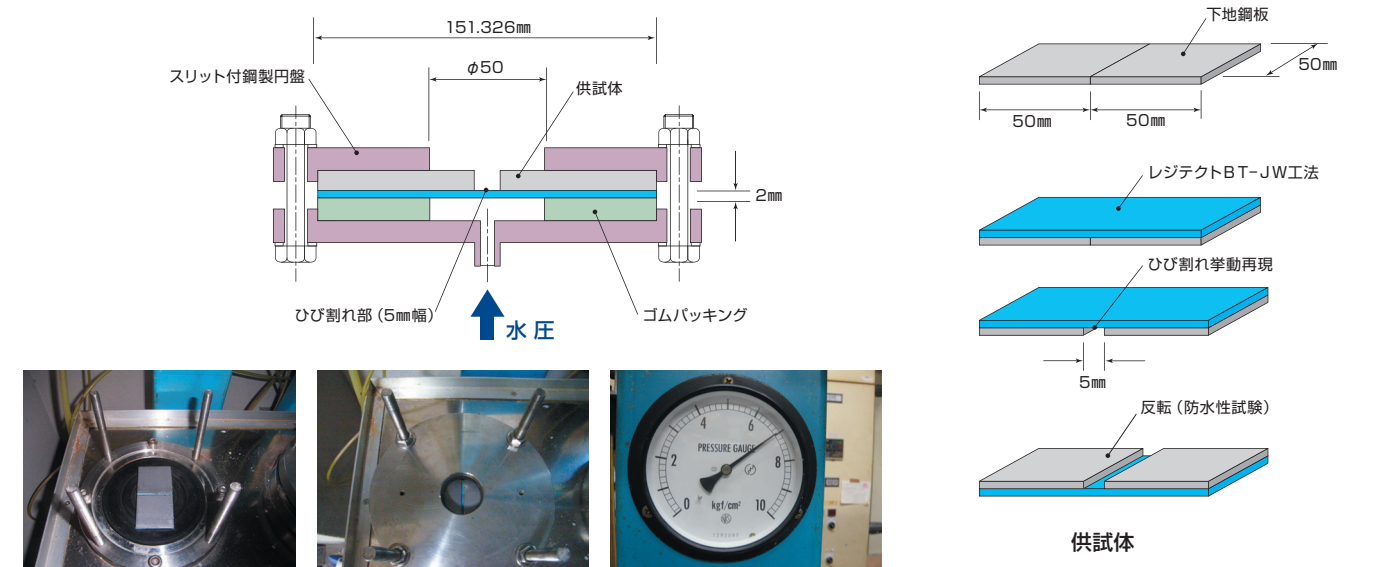 151.326㎜
φ50
スリット付鋼製円盤
供試体
2㎜
ひび割れ部（5㎜幅）
水圧
ゴムパッキング
下地鋼板
50㎜
50㎜
50㎜
レジテクトBT-JW工法
ひび割れ挙動再現
5㎜
反転（防水性試験）
供試体
PRESSURE GAUGE
0
2
4
6
8
10
kgf/cm²